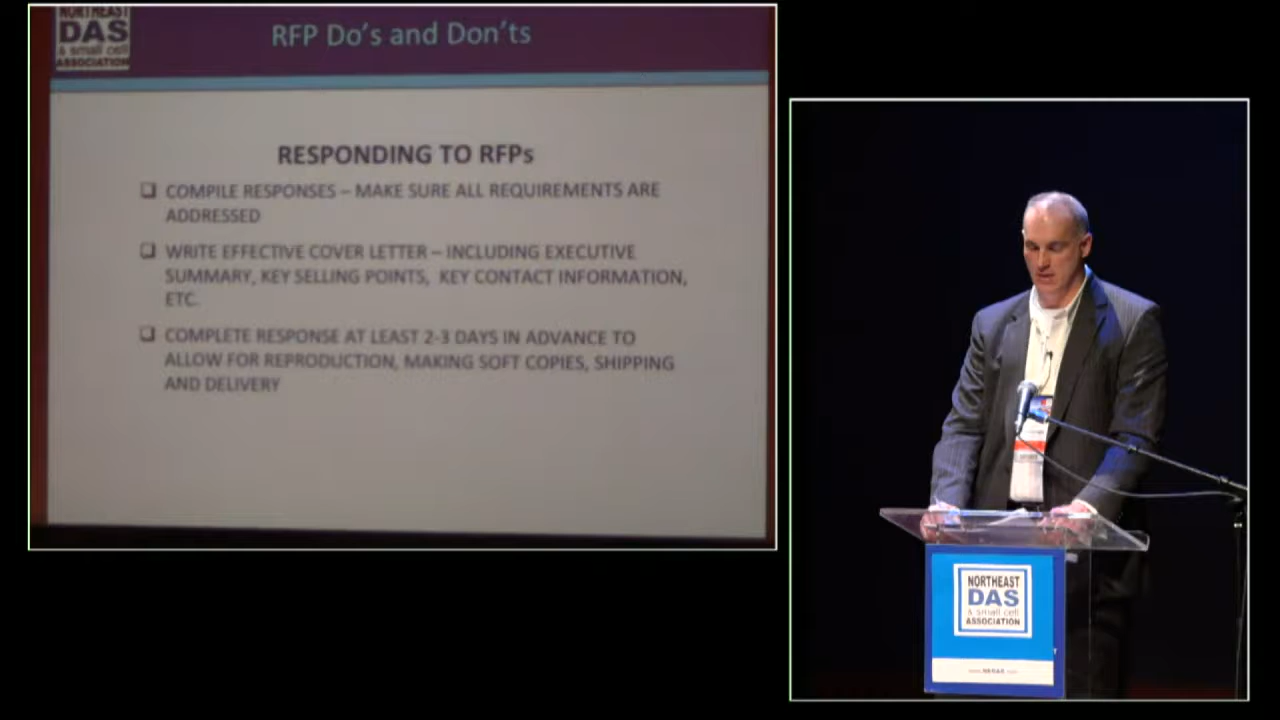 NORTHEAST
DAS
& small cell
ASSOCIATION
RFP Do's and Don'ts
RESPONDING TO RFPs
❑ COMPILE RESPONSES – MAKE SURE ALL REQUIREMENTS ARE
ADDRESSED
❑ WRITE EFFECTIVE COVER LETTER – INCLUDING EXECUTIVE
SUMMARY, KEY SELLING POINTS, KEY CONTACT INFORMATION,
ETC.
❑ COMPLETE RESPONSE AT LEAST 2-3 DAYS IN ADVANCE TO
ALLOW FOR REPRODUCTION, MAKING SOFT COPIES, SHIPPING
AND DELIVERY
NORTHEAST
DAS
& small cell
ASSOCIATION